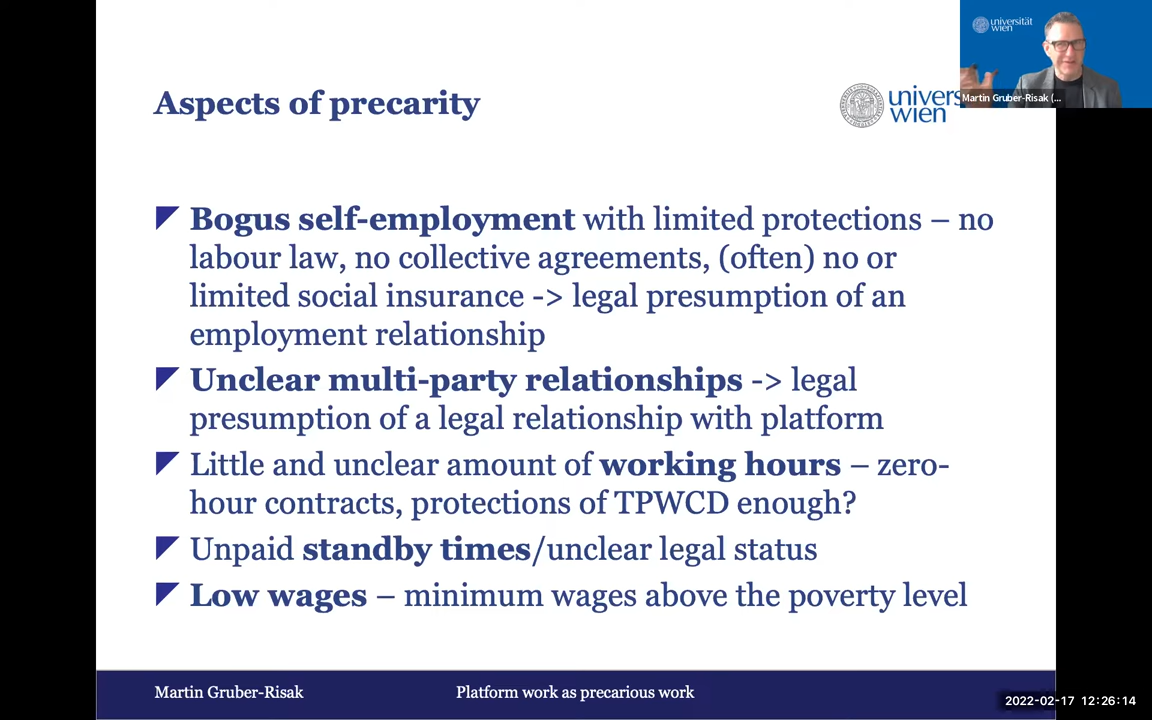 universität
wien
Martin Gruber-Risak (...
Aspects of precarity
univers
wien
Bogus self-employment with limited protections – no
labour law, no collective agreements, (often) no or
limited social insurance -> legal presumption of an
employment relationship
Unclear multi-party relationships -> legal
presumption of a legal relationship with platform
Little and unclear amount of working hours – zero-
hour contracts, protections of TPWCD enough?
Unpaid standby times/unclear legal status
Low wages – minimum wages above the poverty level
Martin Gruber-Risak
Platform work as precarious work
2022-02-17 12:26:14